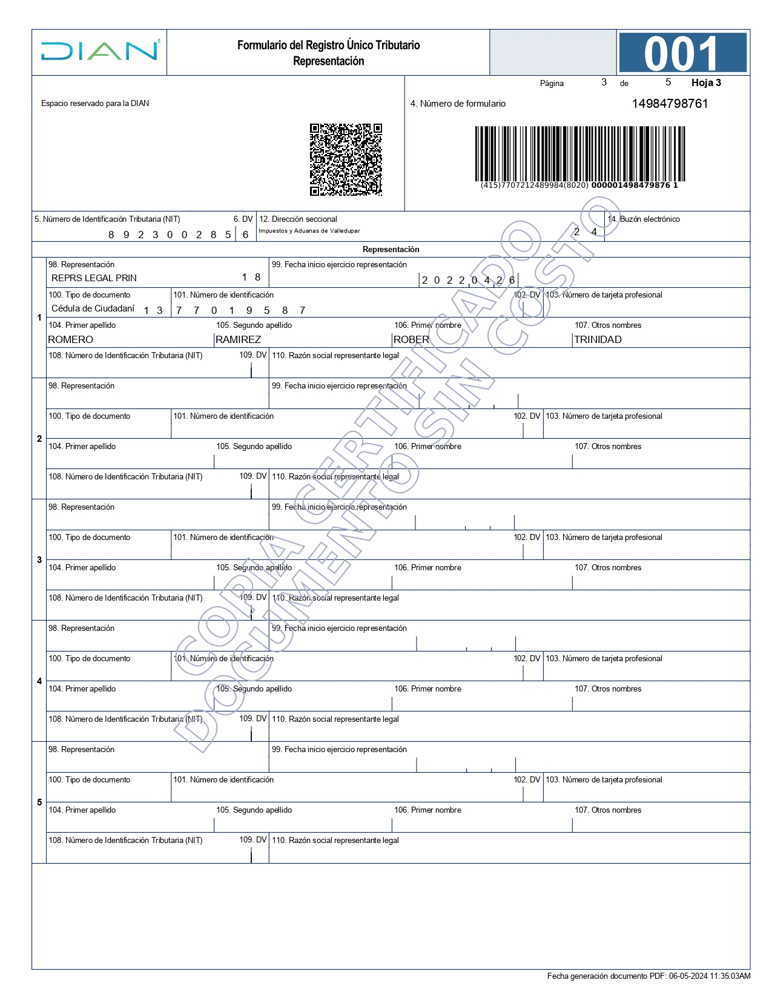 DIAN
Formulario del Registro Único Tributario
Representación
001
Página 3 de 5 Hoja 3
Espacio reservado para la DIAN
4. Número de formulario 14984798761
(415)7707212489984(8020) 000001498479876 1
5. Número de Identificación Tributaria (NIT) 6. DV 12. Dirección seccional 14. Buzón electrónico
8 9 2 3 0 0 2 8 5 6 Impuestos y Aduanas de Valledupar 2 4
Representación
1
98. Representación 99. Fecha inicio ejercicio representación
REPRS LEGAL PRIN 1 8 2 0 2 2 0 4 2 6
100. Tipo de documento 101. Número de identificación 102. DV 103. Número de tarjeta profesional
Cédula de Ciudadaní 1 3 7 7 0 1 9 5 8 7
104. Primer apellido 105. Segundo apellido 106. Primer nombre 107. Otros nombres
ROMERO RAMIREZ ROBER TRINIDAD
108. Número de Identificación Tributaria (NIT) 109. DV 110. Razón social representante legal
2
98. Representación 99. Fecha inicio ejercicio representación
100. Tipo de documento 101. Número de identificación 102. DV 103. Número de tarjeta profesional
104. Primer apellido 105. Segundo apellido 106. Primer nombre 107. Otros nombres
108. Número de Identificación Tributaria (NIT) 109. DV 110. Razón social representante legal
3
98. Representación 99. Fecha inicio ejercicio representación
100. Tipo de documento 101. Número de identificación 102. DV 103. Número de tarjeta profesional
104. Primer apellido 105. Segundo apellido 106. Primer nombre 107. Otros nombres
108. Número de Identificación Tributaria (NIT) 109. DV 110. Razón social representante legal
4
98. Representación 99. Fecha inicio ejercicio representación
100. Tipo de documento 101. Número de identificación 102. DV 103. Número de tarjeta profesional
104. Primer apellido 105. Segundo apellido 106. Primer nombre 107. Otros nombres
108. Número de Identificación Tributaria (NIT) 109. DV 110. Razón social representante legal
5
98. Representación 99. Fecha inicio ejercicio representación
100. Tipo de documento 101. Número de identificación 102. DV 103. Número de tarjeta profesional
104. Primer apellido 105. Segundo apellido 106. Primer nombre 107. Otros nombres
108. Número de Identificación Tributaria (NIT) 109. DV 110. Razón social representante legal
COPIA CERTIFICADO
DOCUMENTO SIN COSTO
Fecha generación documento PDF: 06-05-2024 11:35:03AM